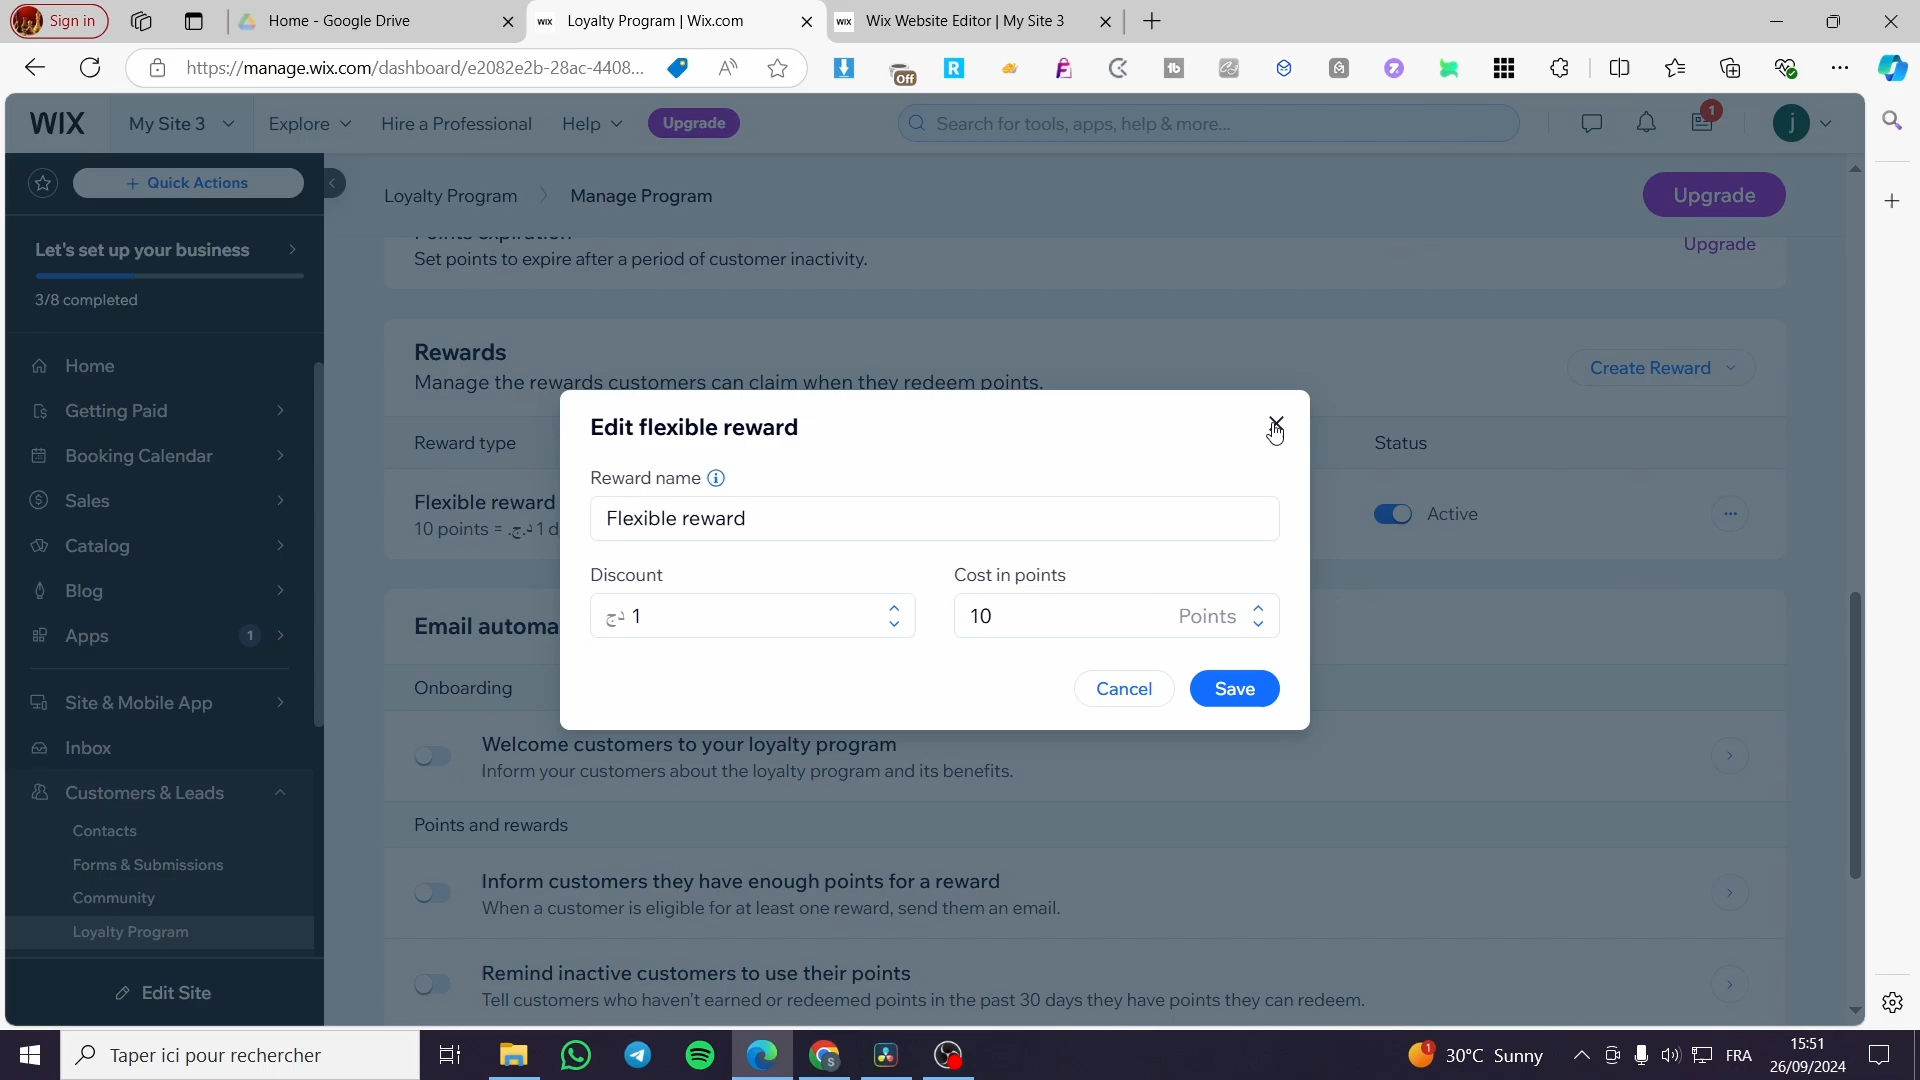 Sign in
Home - Google Drive
Loyalty Program | Wix.com
Wix Website Editor | My Site 3
https://manage.wix.com/dashboard/e2082e2b-28ac-4408...
Off
WIX
My Site 3
Explore
Hire a Professional
Help
Upgrade
Search for tools, apps, help & more...
1
j
Quick Actions
Loyalty Program
Manage Program
Upgrade
Let's set up your business
3/8 completed
Set points to expire after a period of customer inactivity.
Upgrade
Home
Getting Paid
Booking Calendar
Sales
Catalog
Blog
Apps
1
Site & Mobile App
Inbox
Customers & Leads
Contacts
Forms & Submissions
Community
Loyalty Program
Edit Site
Rewards
Manage the rewards customers can claim when they redeem points.
Create Reward
Reward type
Status
Flexible reward
10 points = د.ج.‏ 1 d
Active
Edit flexible reward
Reward name
Flexible reward
Discount
Cost in points
دج 1
10
Points
Cancel
Save
Email automa
Onboarding
Welcome customers to your loyalty program
Inform your customers about the loyalty program and its benefits.
Points and rewards
Inform customers they have enough points for a reward
When a customer is eligible for at least one reward, send them an email.
Remind inactive customers to use their points
Tell customers who haven't earned or redeemed points in the past 30 days they have points they can redeem.
Taper ici pour rechercher
1
30°C Sunny
FRA
15:51
26/09/2024